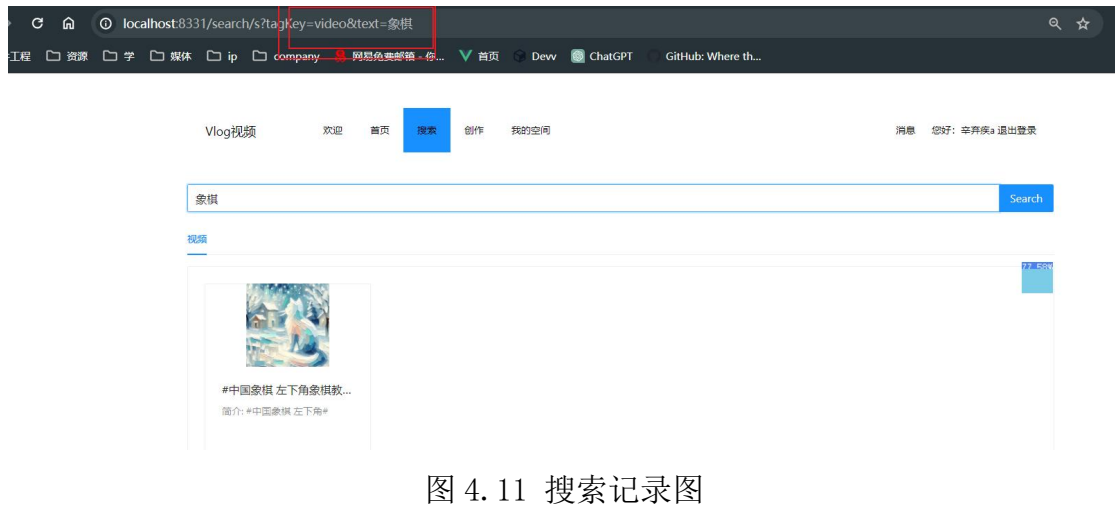 localhost:8331/search/s?tagKey=video&text=象棋
工程 资源 学 媒体 ip company 网易免费邮箱 - 你... 首页 Devv ChatGPT GitHub: Where th...
Vlog视频 欢迎 首页 搜索 创作 我的空间 消息 您好：辛弃疾a 退出登录
象棋 Search
视频
77.58%
#中国象棋 左下角象棋教...
简介: #中国象棋 左下角#
图 4.11 搜索记录图